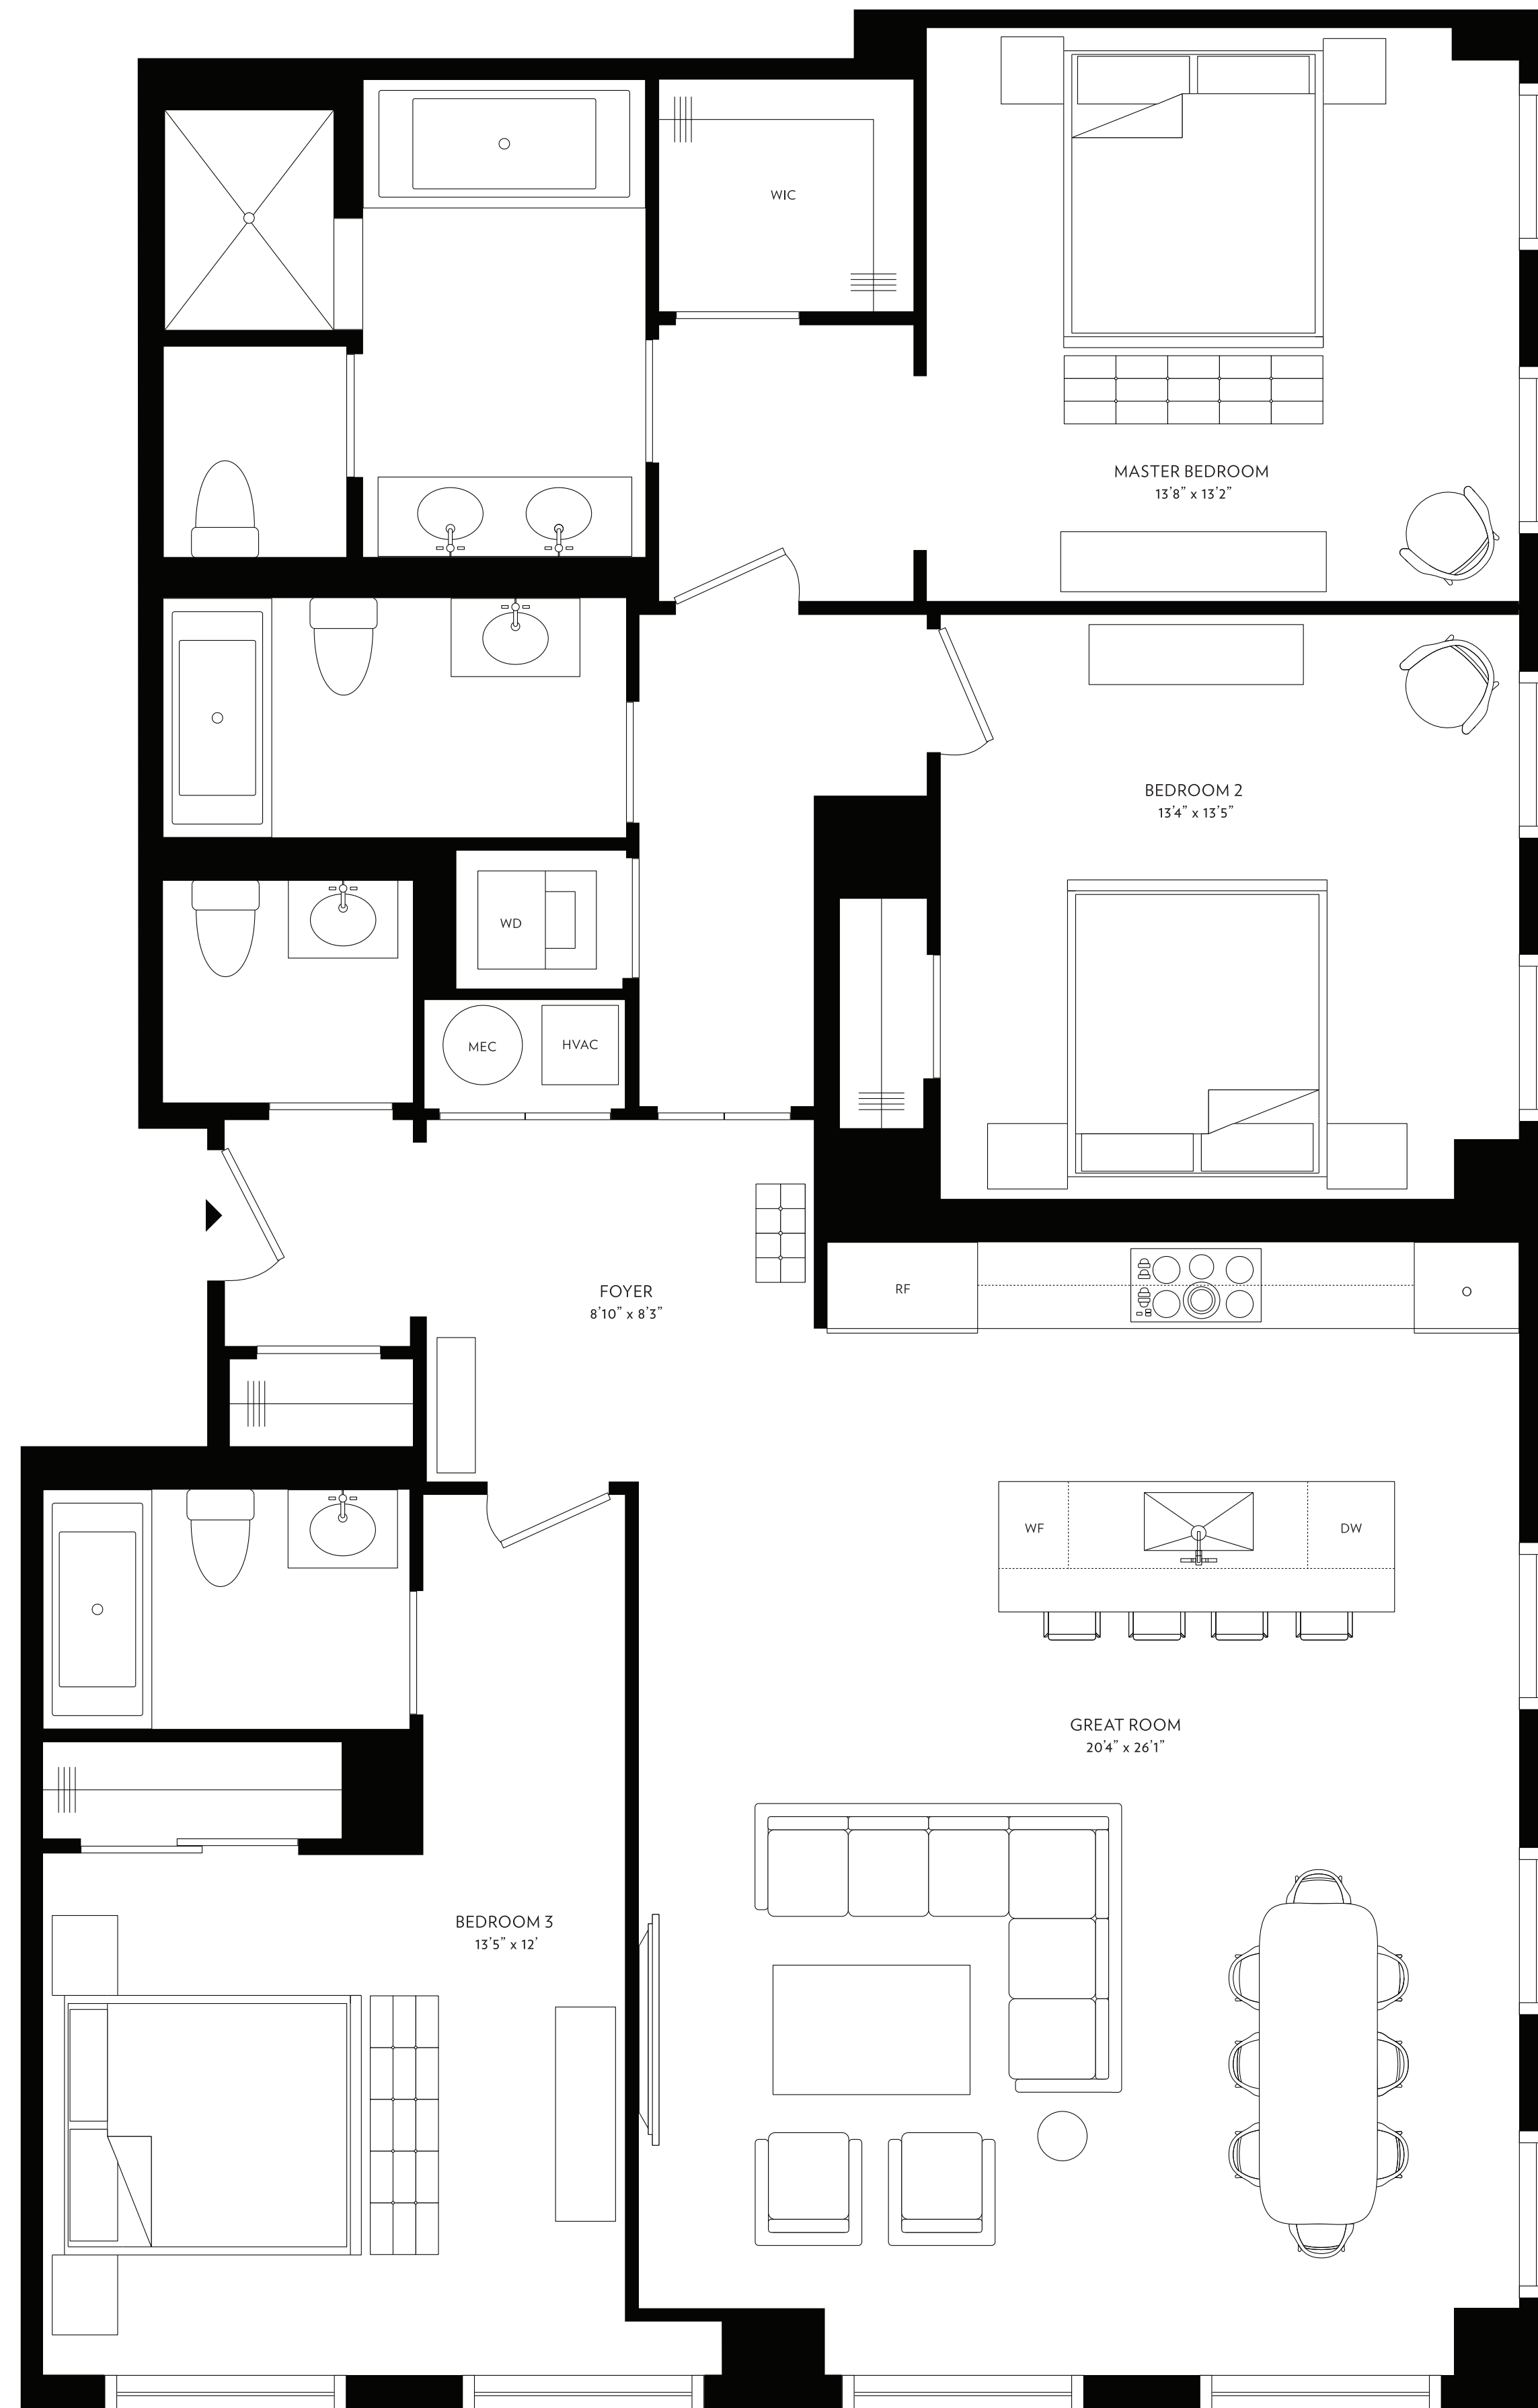 WIC
MASTER BEDROOM
13’8” x 13’2”
BEDROOM 2
13’4” x 13’5”
WD
MEC
HVAC
FOYER
8’10” x 8’3”
RF
WF
DW
GREAT ROOM
20’4” x 26’1”
BEDROOM 3
13’5” x 12’